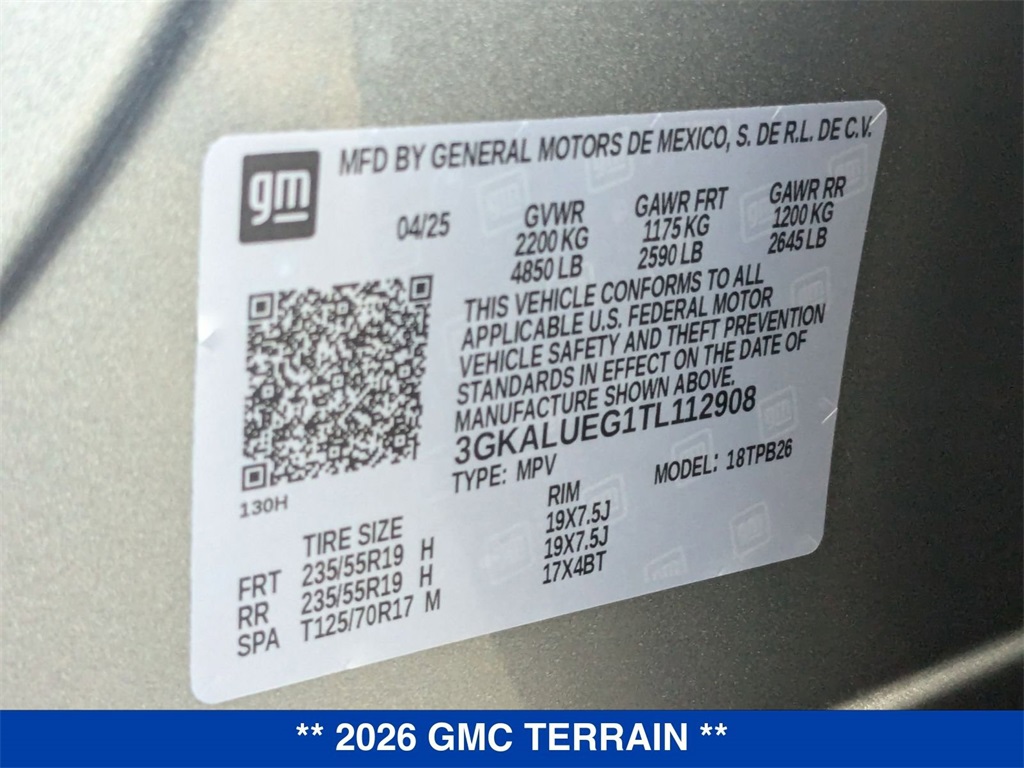 gm
MFD BY GENERAL MOTORS DE MEXICO, S. DE R.L. DE C.V.
04/25 GVWR GAWR FRT GAWR RR
2200 KG 1175 KG 1200 KG
4850 LB 2590 LB 2645 LB
THIS VEHICLE CONFORMS TO ALL
APPLICABLE U.S. FEDERAL MOTOR
VEHICLE SAFETY AND THEFT PREVENTION
STANDARDS IN EFFECT ON THE DATE OF
MANUFACTURE SHOWN ABOVE.
3GKALUEG1TL112908
TYPE: MPV MODEL: 18TPB26
130H
TIRE SIZE RIM
FRT 235/55R19 H 19X7.5J
RR 235/55R19 H 19X7.5J
SPA T125/70R17 M 17X4BT
** 2026 GMC TERRAIN **